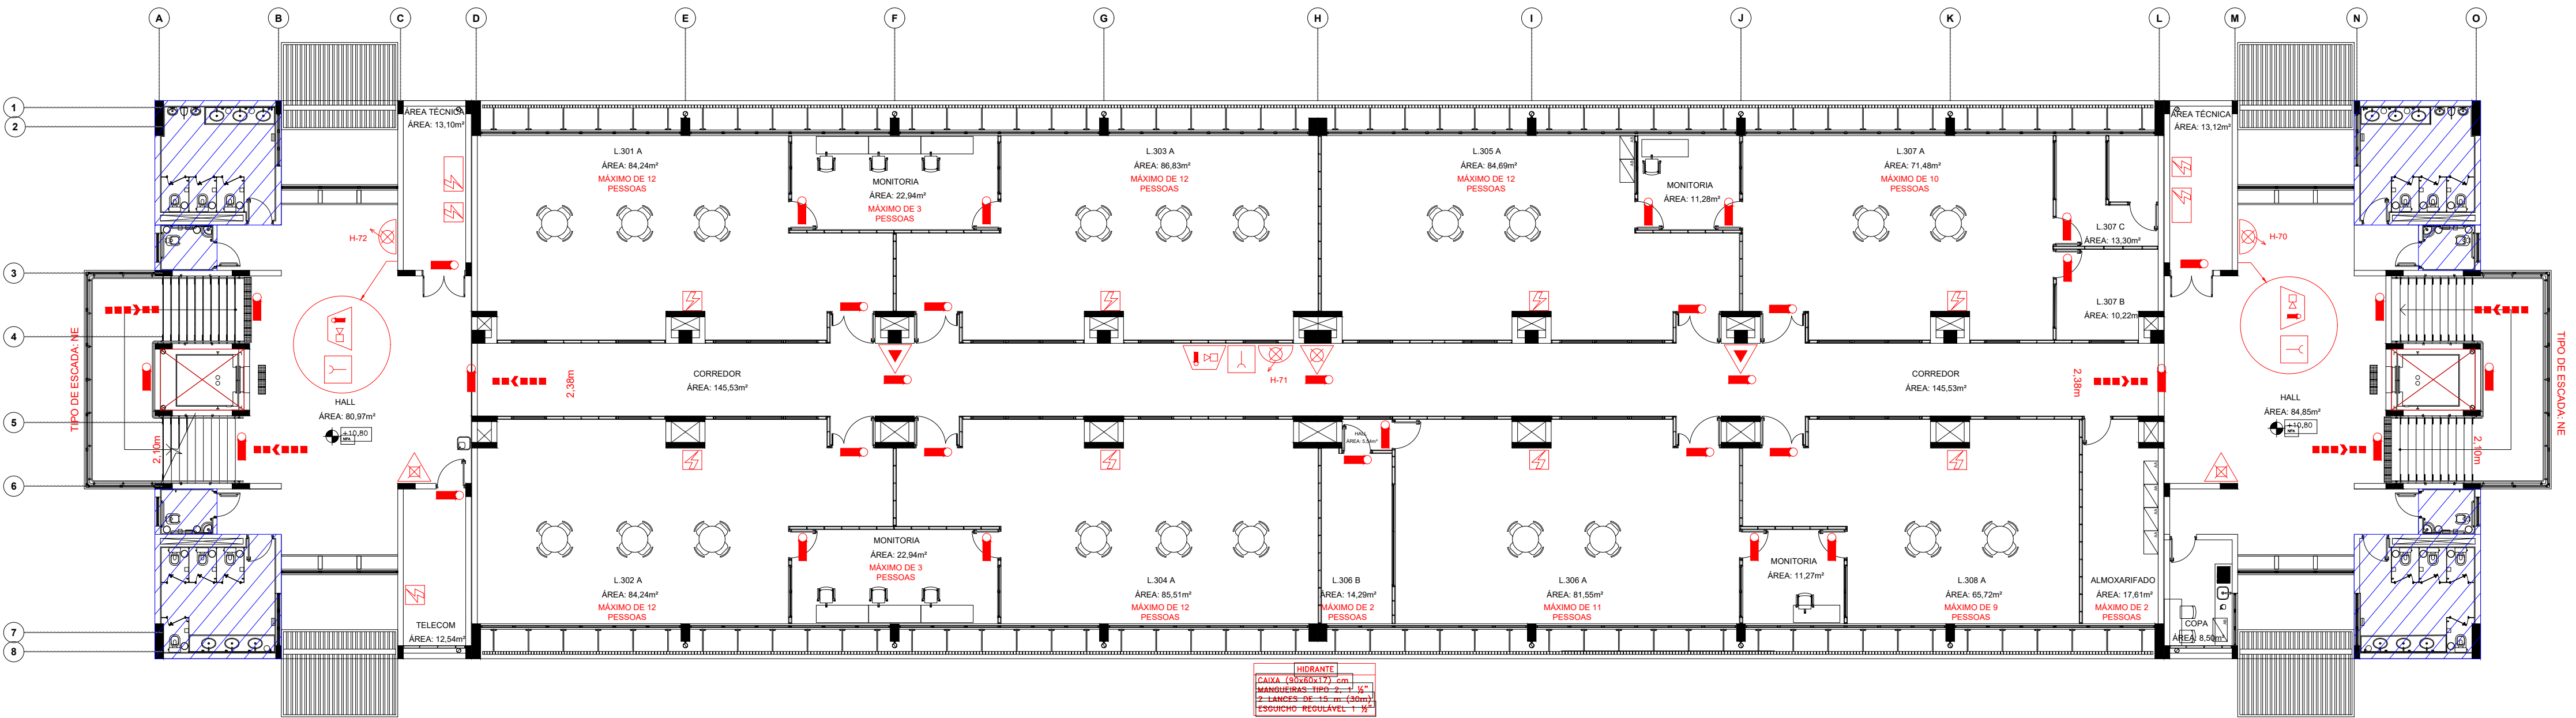 A B C D E F G H I J K L M N O
1
2
3
4
5
6
7
8
ÁREA TÉCNICA
ÁREA: 13,10m²
L.301 A
ÁREA: 84,24m²
MÁXIMO DE 12
PESSOAS
MONITORIA
ÁREA: 22,94m²
MÁXIMO DE 3
PESSOAS
L.303 A
ÁREA: 86,83m²
MÁXIMO DE 12
PESSOAS
L.305 A
ÁREA: 84,69m²
MÁXIMO DE 12
PESSOAS
MONITORIA
ÁREA: 11,28m²
L.307 A
ÁREA: 71,48m²
MÁXIMO DE 10
PESSOAS
L.307 C
ÁREA: 13,30m²
L.307 B
ÁREA: 10,22m
ÁREA TÉCNICA
ÁREA: 13,12m²
H-72
H-70
TIPO DE ESCADA: NE
HALL
ÁREA: 80,97m²
+10,80
NPA
2,10m
2,38m
CORREDOR
ÁREA: 145,53m²
H-71
CORREDOR
ÁREA: 145,53m²
2,38m
HALL
ÁREA: 84,85m²
+10,80
NPA
2,10m
TIPO DE ESCADA: NE
HALL
ÁREA: 5,54m²
L.302 A
ÁREA: 84,24m²
MÁXIMO DE 12
PESSOAS
MONITORIA
ÁREA: 22,94m²
MÁXIMO DE 3
PESSOAS
L.304 A
ÁREA: 85,51m²
MÁXIMO DE 12
PESSOAS
L.306 B
ÁREA: 14,29m²
MÁXIMO DE 2
PESSOAS
L.306 A
ÁREA: 81,55m²
MÁXIMO DE 11
PESSOAS
MONITORIA
ÁREA: 11,27m²
L.308 A
ÁREA: 65,72m²
MÁXIMO DE 9
PESSOAS
ALMOXARIFADO
ÁREA: 17,61m²
MÁXIMO DE 2
PESSOAS
TELECOM
ÁREA: 12,54m²
COPA
ÁREA: 8,50m²
HIDRANTE
CAIXA (90x60x17) cm
MANGUEIRAS TIPO 2, 1 ½"
2 LANCES DE 15 m (30m)
ESGUICHO REGULÁVEL 1 ½"